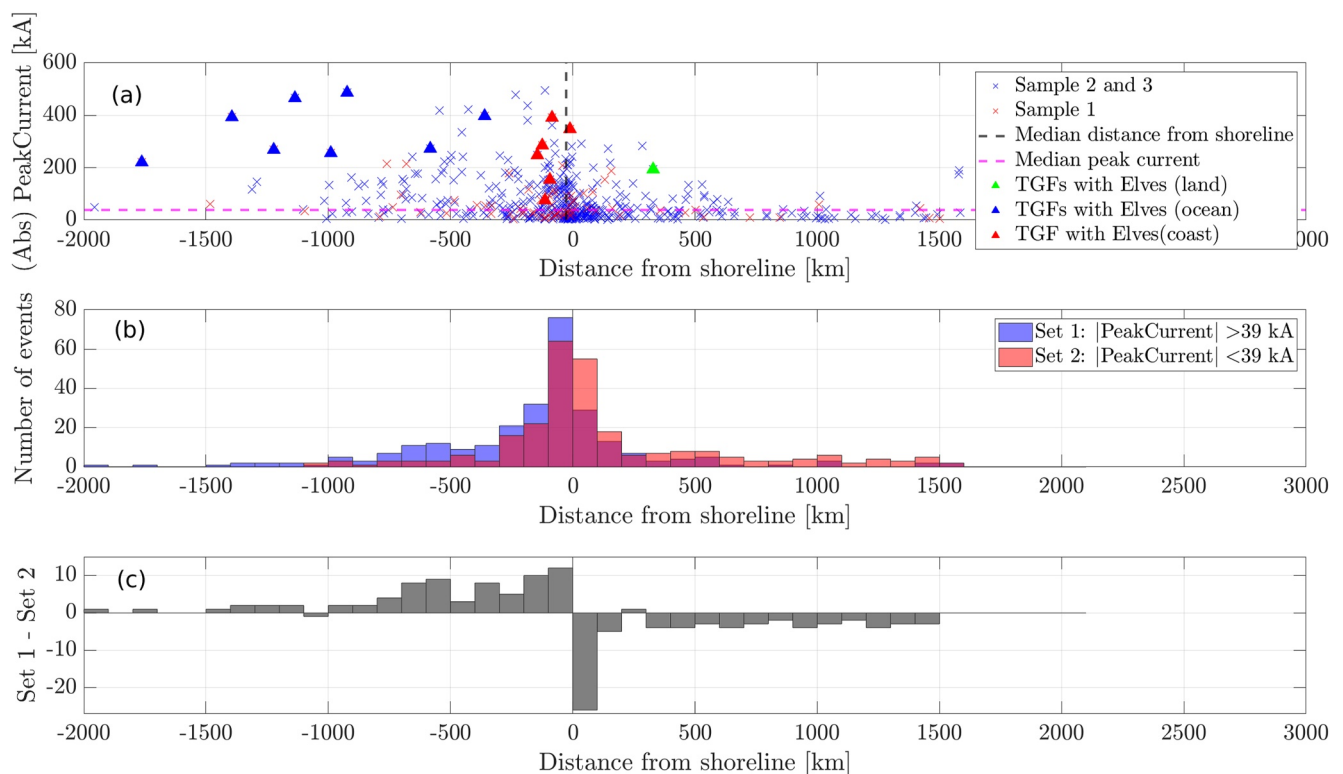 (a)
(Abs) PeakCurrent [kA]
600
400
200
0
-2000 -1500 -1000 -500 0 500 1000 1500 3000
Distance from shoreline [km]
Sample 2 and 3
Sample 1
Median distance from shoreline
Median peak current
TGFs with Elves (land)
TGFs with Elves (ocean)
TGF with Elves(coast)
(b)
Number of events
80
60
40
20
0
-2000 -1500 -1000 -500 0 500 1000 1500 2000 2500 3000
Distance from shoreline [km]
Set 1: |PeakCurrent| >39 kA
Set 2: |PeakCurrent| <39 kA
(c)
Set 1 - Set 2
10
0
-10
-20
-2000 -1500 -1000 -500 0 500 1000 1500 2000 2500 3000
Distance from shoreline [km]